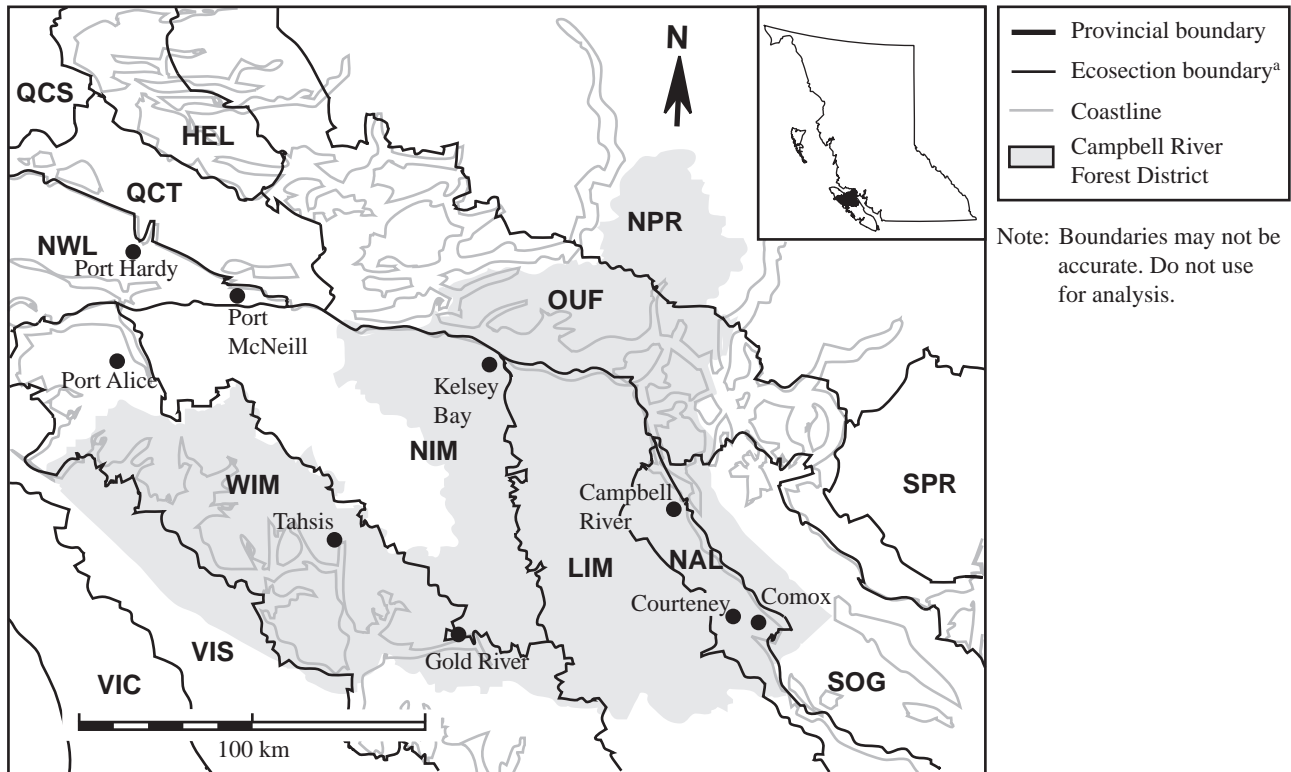 QCS
HEL
QCT
NWL
Port Hardy
Port
McNeill
Port Alice
N
NPR
OUF
Kelsey
Bay
NIM
WIM
Tahsis
Campbell
River
NAL
LIM
Courteney
Comox
Gold River
SPR
SOG
VIS
VIC
100 km
Provincial boundary
Ecosection boundaryᵃ
Coastline
Campbell River
Forest District
Note: Boundaries may not be
accurate. Do not use
for analysis.